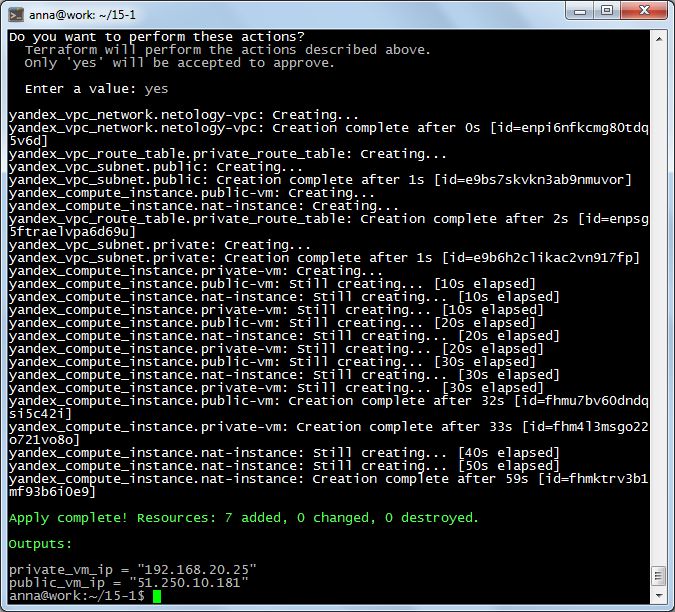 anna@work: ~/15-1
Do you want to perform these actions?
  Terraform will perform the actions described above.
  Only 'yes' will be accepted to approve.

  Enter a value: yes

yandex_vpc_network.netology-vpc: Creating...
yandex_vpc_network.netology-vpc: Creation complete after 0s [id=enpi6nfkcmg80tdq
5v6d]
yandex_vpc_route_table.private_route_table: Creating...
yandex_vpc_subnet.public: Creating...
yandex_vpc_subnet.public: Creation complete after 1s [id=e9bs7skvkn3ab9nmuvor]
yandex_compute_instance.public-vm: Creating...
yandex_compute_instance.nat-instance: Creating...
yandex_vpc_route_table.private_route_table: Creation complete after 2s [id=enpsg
5ftraelvpa6d69u]
yandex_vpc_subnet.private: Creating...
yandex_vpc_subnet.private: Creation complete after 1s [id=e9b6h2clikac2vn917fp]
yandex_compute_instance.private-vm: Creating...
yandex_compute_instance.public-vm: Still creating... [10s elapsed]
yandex_compute_instance.nat-instance: Still creating... [10s elapsed]
yandex_compute_instance.private-vm: Still creating... [10s elapsed]
yandex_compute_instance.public-vm: Still creating... [20s elapsed]
yandex_compute_instance.nat-instance: Still creating... [20s elapsed]
yandex_compute_instance.private-vm: Still creating... [20s elapsed]
yandex_compute_instance.public-vm: Still creating... [30s elapsed]
yandex_compute_instance.nat-instance: Still creating... [30s elapsed]
yandex_compute_instance.private-vm: Still creating... [30s elapsed]
yandex_compute_instance.public-vm: Creation complete after 32s [id=fhmu7bv60dndq
si5c42i]
yandex_compute_instance.private-vm: Creation complete after 33s [id=fhm4l3msgo22
o721vo8o]
yandex_compute_instance.nat-instance: Still creating... [40s elapsed]
yandex_compute_instance.nat-instance: Still creating... [50s elapsed]
yandex_compute_instance.nat-instance: Creation complete after 59s [id=fhmktrv3b1
mf93b6i0e9]

Apply complete! Resources: 7 added, 0 changed, 0 destroyed.

Outputs:

private_vm_ip = "192.168.20.25"
public_vm_ip = "51.250.10.181"
anna@work:~/15-1$